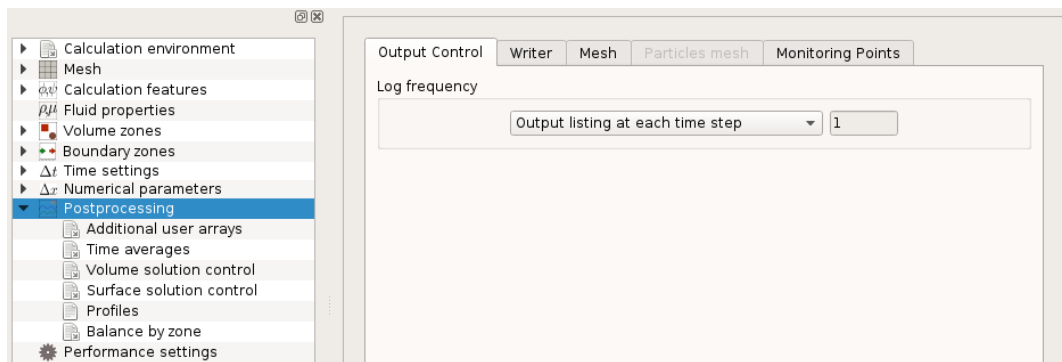 Calculation environment
Mesh
φ,ψ Calculation features
ρ,μ Fluid properties
Volume zones
Boundary zones
Δt Time settings
Δx Numerical parameters
Postprocessing
Additional user arrays
Time averages
Volume solution control
Surface solution control
Profiles
Balance by zone
Performance settings
Output Control Writer Mesh Particles mesh Monitoring Points
Log frequency
Output listing at each time step 1